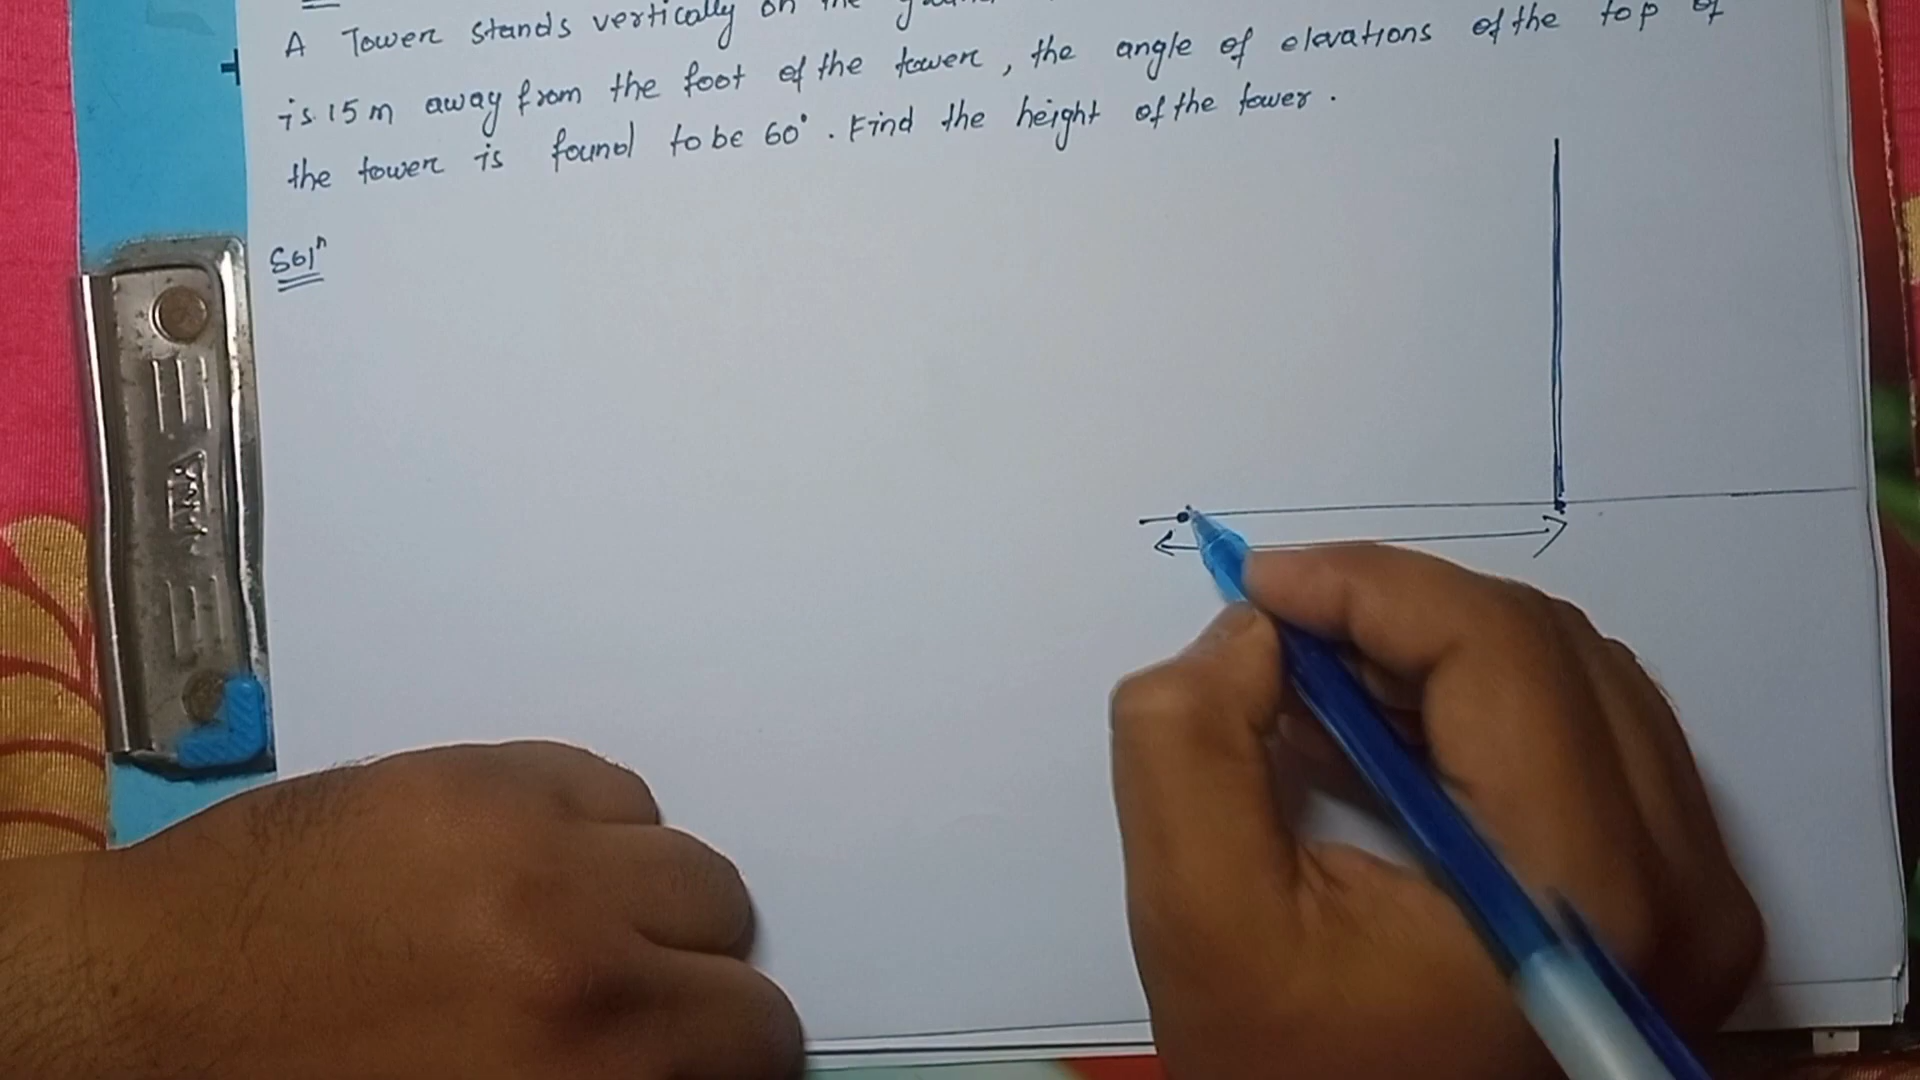 A Tower stands vertically on the
is 15 m away from the foot of the tower, the angle of elevations of the top of
the tower is found to be 60°. Find the height of the tower.
Solⁿ